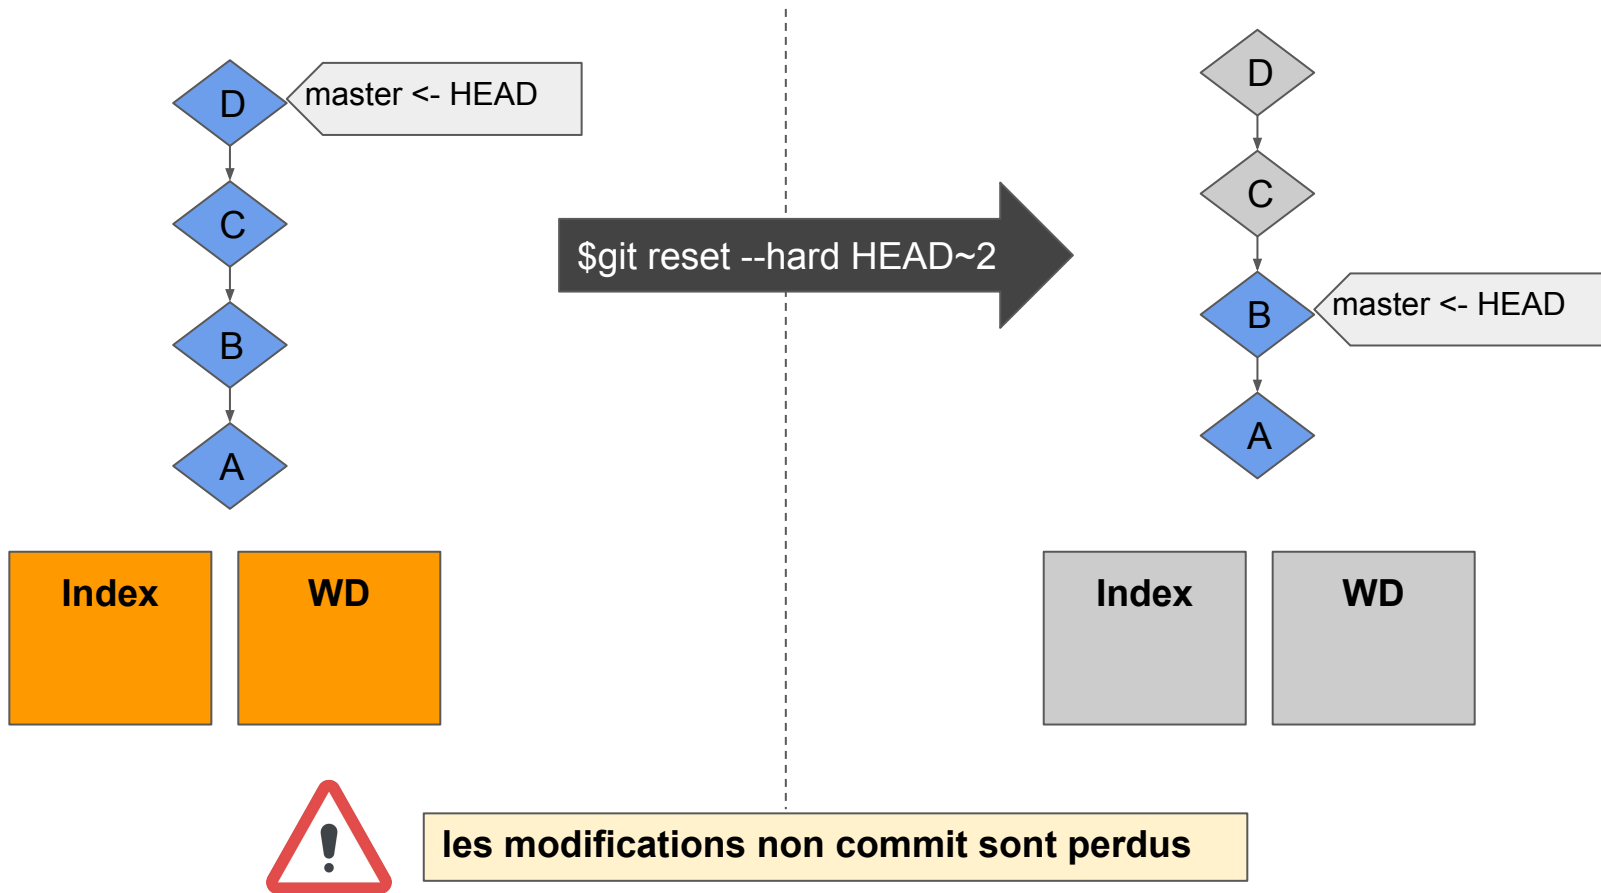 D
master <- HEAD
C
B
A
Index
WD
$git reset --hard HEAD~2
D
C
B
master <- HEAD
A
Index
WD
les modifications non commit sont perdus